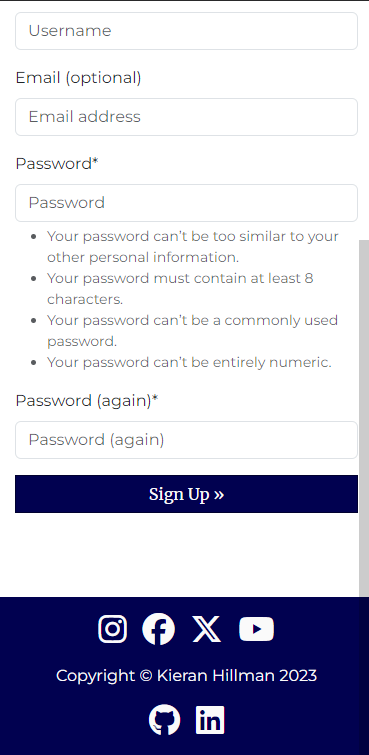 Username
Email (optional)
Email address
Password*
Password
Your password can’t be too similar to your
other personal information.
Your password must contain at least 8
characters.
Your password can’t be a commonly used
password.
Your password can’t be entirely numeric.
Password (again)*
Password (again)
Sign Up »
Copyright © Kieran Hillman 2023